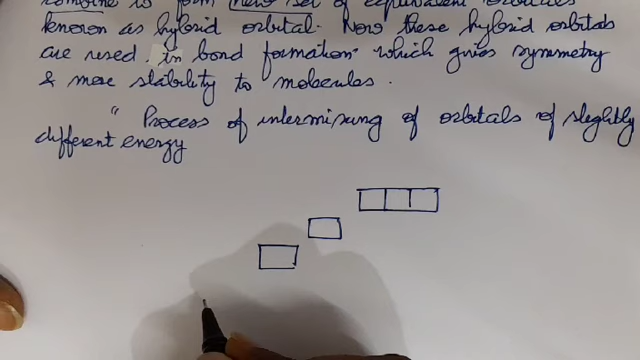 combine to form new set of equivalent orbitals
known as hybrid orbital. Now these hybrid orbitals
are used in bond formation which gives symmetry
& more stability to molecules.
" Process of intermixing of orbitals of slightly
different energy